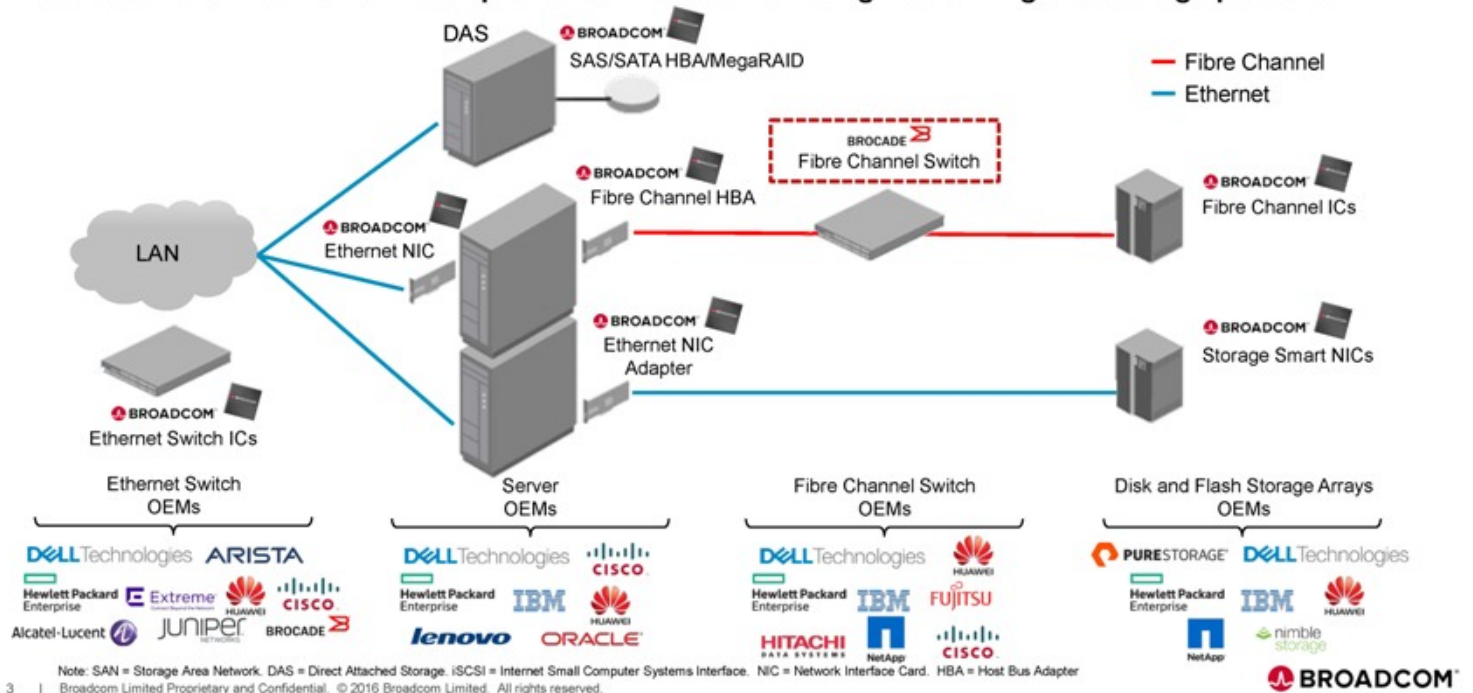 DAS
BROADCOM
SAS/SATA HBA/MegaRAID
Fibre Channel
Ethernet
BROCADE
Fibre Channel Switch
BROADCOM
Fibre Channel HBA
BROADCOM
Fibre Channel ICs
BROADCOM
Ethernet NIC
LAN
BROADCOM
Ethernet NIC
Adapter
BROADCOM
Storage Smart NICs
BROADCOM
Ethernet Switch ICs
Ethernet Switch
OEMs
DELL Technologies ARISTA
Hewlett Packard
Enterprise
Extreme
HUAWEI
CISCO
Alcatel-Lucent
JUNIPER
NETWORKS
BROCADE
Server
OEMs
DELL Technologies
CISCO
Hewlett Packard
Enterprise
IBM
HUAWEI
lenovo
ORACLE
Fibre Channel Switch
OEMs
DELL Technologies
HUAWEI
Hewlett Packard
Enterprise
IBM
FUJITSU
HITACHI
DATA SYSTEMS
NetApp
CISCO
Disk and Flash Storage Arrays
OEMs
PURESTORAGE
DELL Technologies
Hewlett Packard
Enterprise
IBM
HUAWEI
NetApp
nimble
storage
Note: SAN = Storage Area Network. DAS = Direct Attached Storage. iSCSI = Internet Small Computer Systems Interface. NIC = Network Interface Card. HBA = Host Bus Adapter
3 | Broadcom Limited Proprietary and Confidential. © 2016 Broadcom Limited. All rights reserved.
BROADCOM